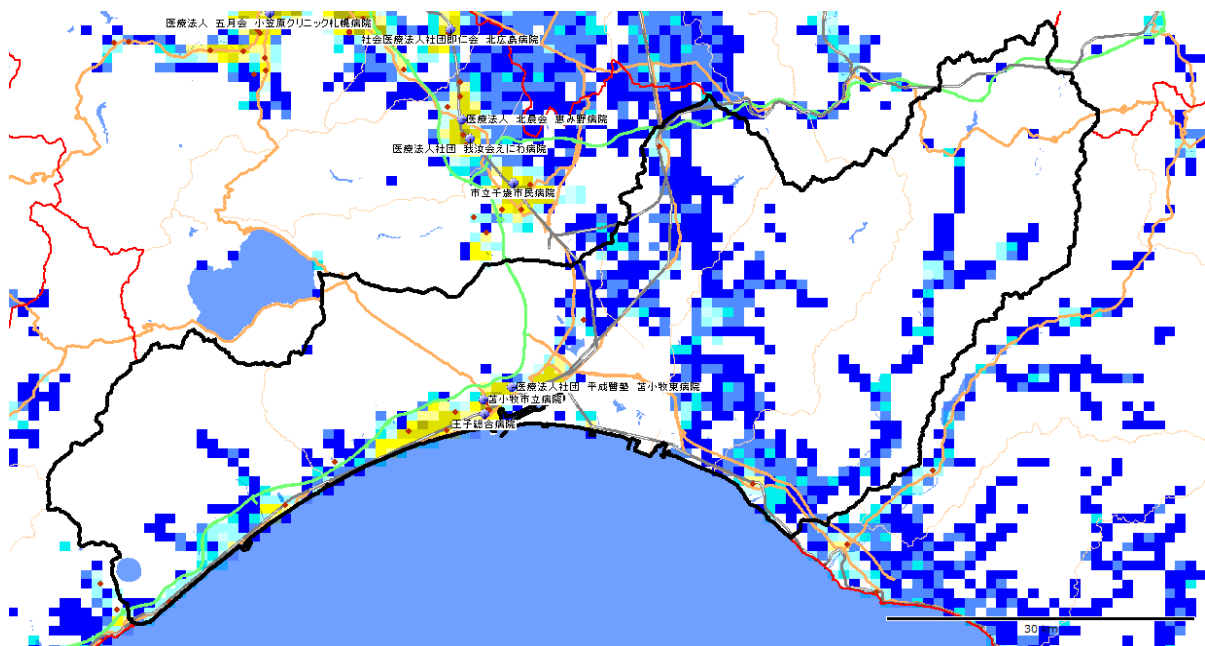 医療法人 五月会 小笠原クリニック札幌病院
社会医療法人社団即仁会 北広島病院
医療法人 北晨会 恵み野病院
医療法人社団 我汝会えにわ病院
市立千歳市民病院
医療法人社団 平成醫塾 苫小牧東病院
苫小牧市立病院
王子総合病院
30 km